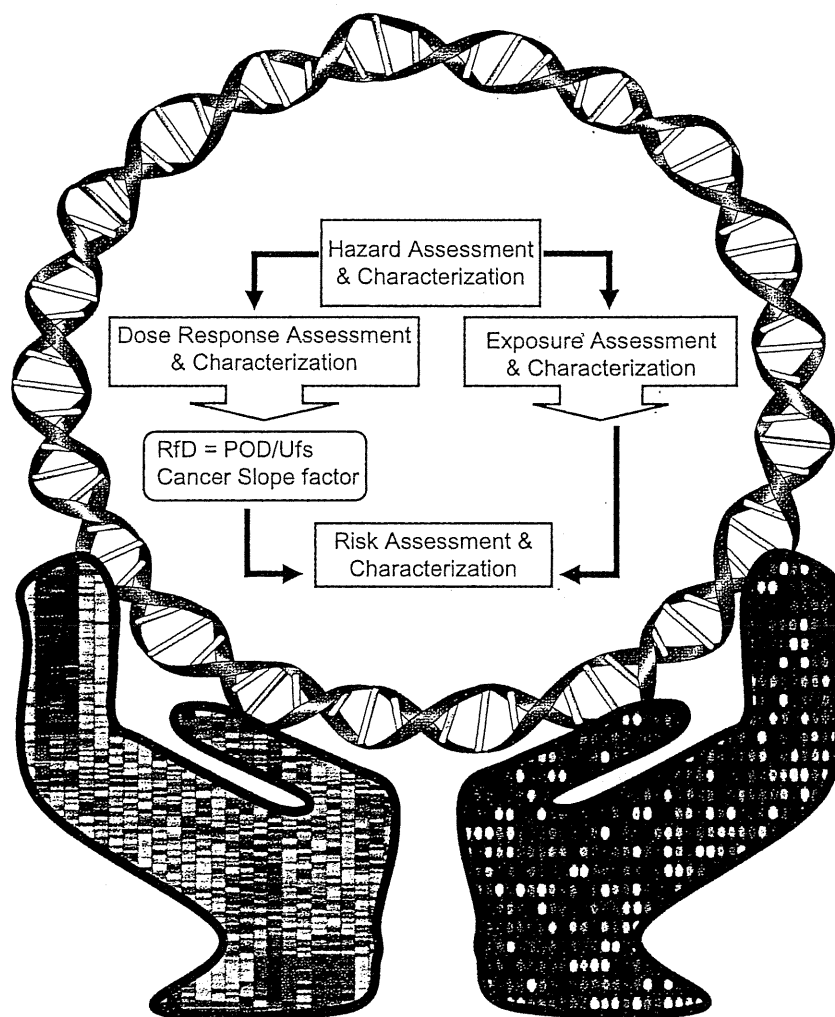 Hazard Assessment
& Characterization
Dose Response Assessment
& Characterization
Exposure Assessment
& Characterization
RfD = POD/Ufs
Cancer Slope factor
Risk Assessment &
Characterization